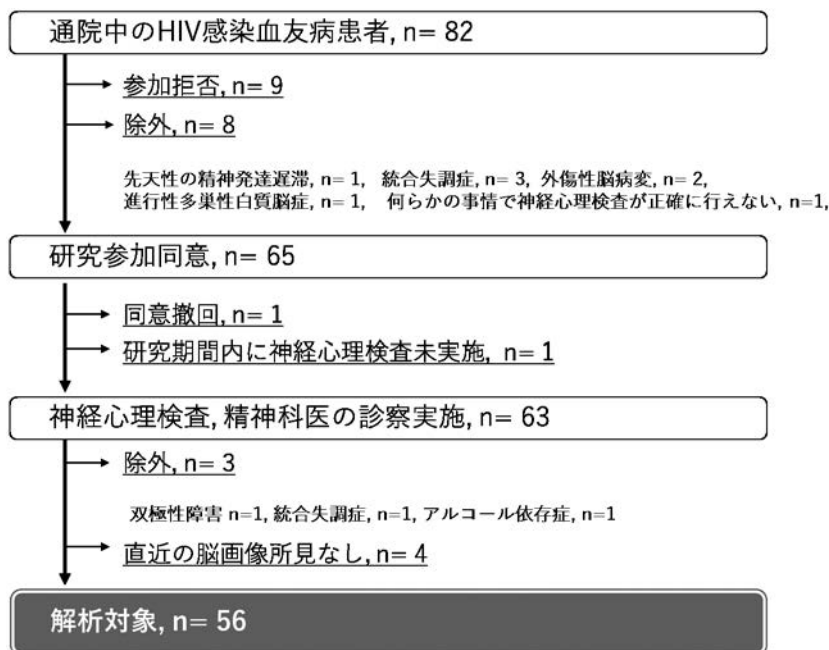 通院中のHIV感染血友病患者, n= 82
参加拒否, n= 9
除外, n= 8
先天性の精神発達遅滞, n= 1, 統合失調症, n= 3, 外傷性脳病変, n= 2,
進行性多巣性白質脳症, n= 1, 何らかの事情で神経心理検査が正確に行えない, n=1,
研究参加同意, n= 65
同意撤回, n= 1
研究期間内に神経心理検査未実施, n= 1
神経心理検査, 精神科医の診察実施, n= 63
除外, n= 3
双極性障害 n=1, 統合失調症, n=1, アルコール依存症, n=1
直近の脳画像所見なし, n= 4
解析対象, n= 56